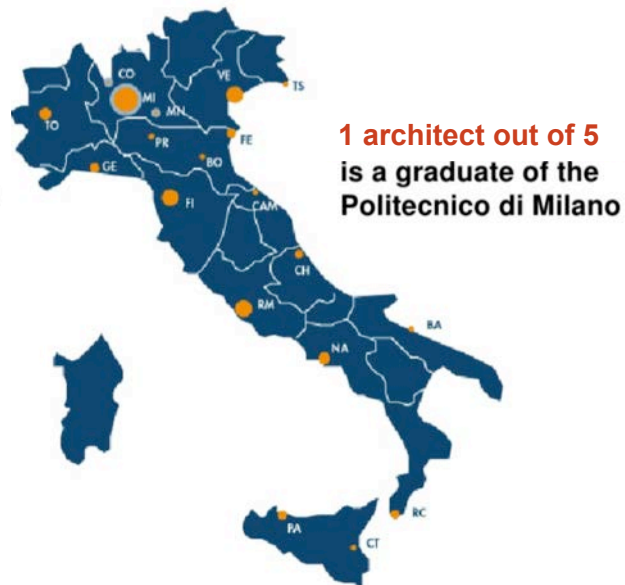 CO
VE
TS
MI
MN
TO
PR
FE
GE
BO
FI
CAM
CH
RM
BA
NA
PA
RC
CT
1 architect out of 5
is a graduate of the
Politecnico di Milano